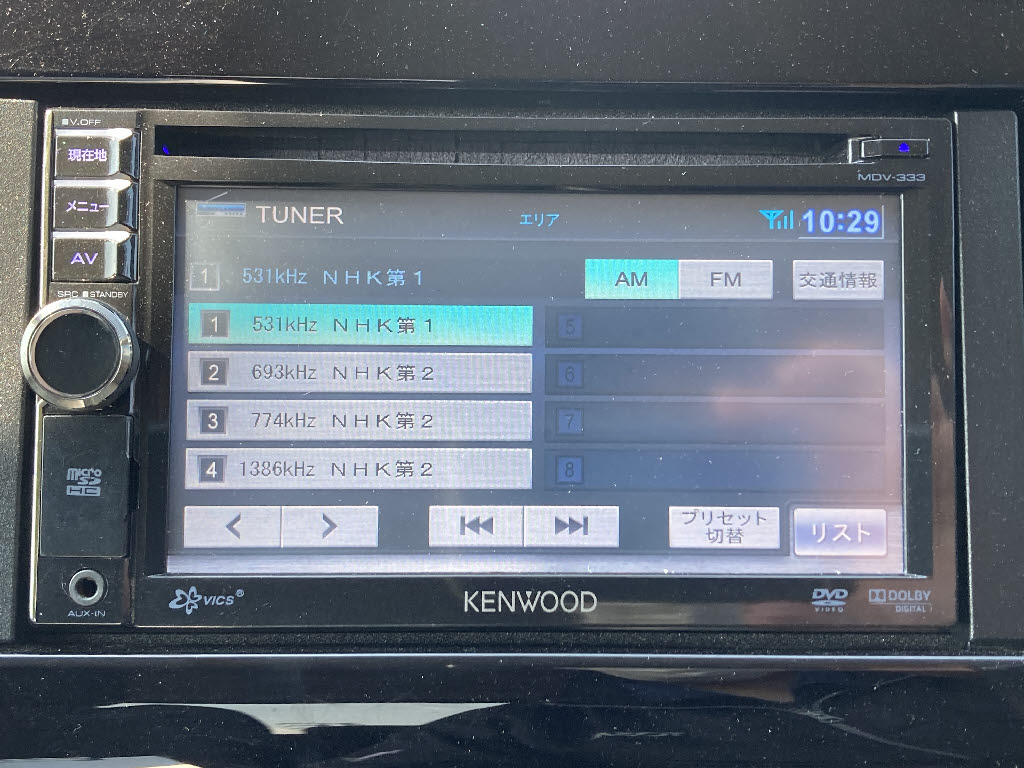 V.OFF
現在地
メニュー
AV
SRC STANDBY
micro SD HC
AUX-IN
MDV-333
TUNER エリア 10:29
1 531kHz ＮＨＫ第１ AM FM 交通情報
1 531kHz ＮＨＫ第１
2 693kHz ＮＨＫ第２
3 774kHz ＮＨＫ第２
4 1386kHz ＮＨＫ第２
5
6
7
8
プリセット
切替
リスト
VICS®
KENWOOD
DVD
VIDEO
DOLBY
DIGITAL